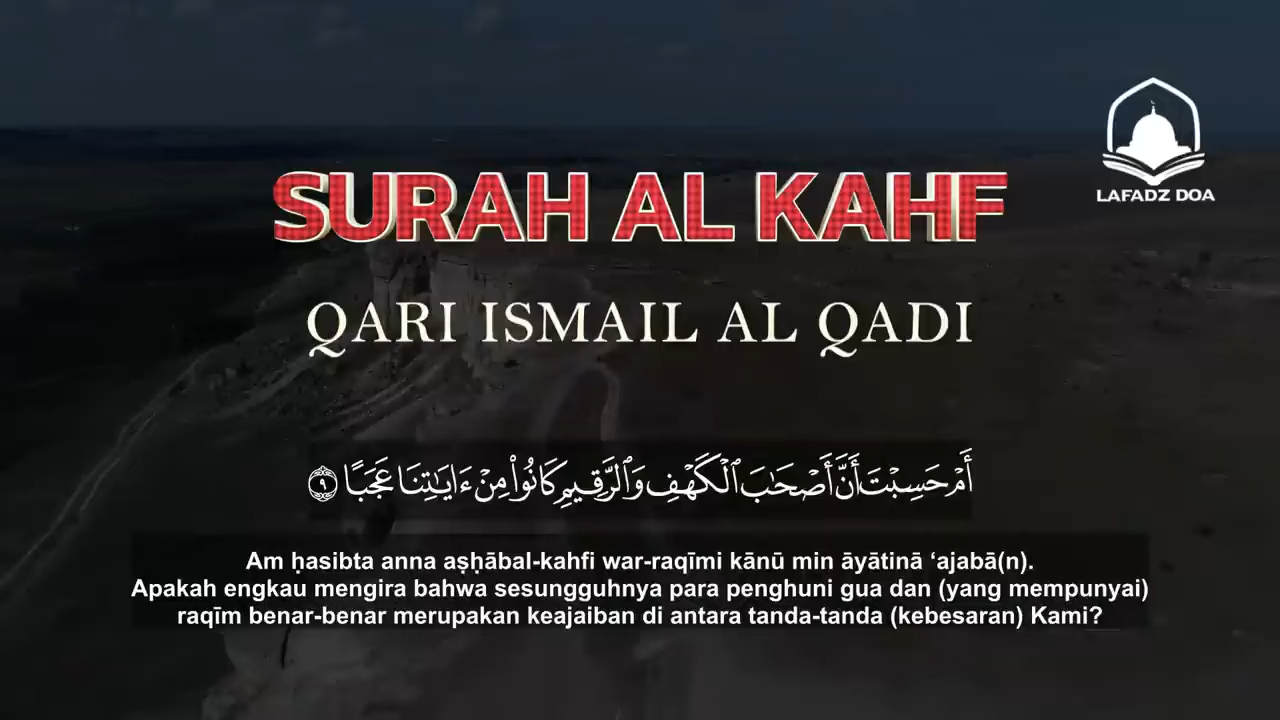 LAFADZ DOA
SURAH AL KAHF
QARI ISMAIL AL QADI
أَمْ حَسِبْتَ أَنَّ أَصْحَٰبَ ٱلْكَهْفِ وَٱلرَّقِيمِ كَانُوا۟ مِنْ ءَايَٰتِنَا عَجَبًا ٩
Am ḥasibta anna aṣḥābal-kahfi war-raqīmi kānū min āyātinā ‘ajabā(n).
Apakah engkau mengira bahwa sesungguhnya para penghuni gua dan (yang mempunyai)
raqīm benar-benar merupakan keajaiban di antara tanda-tanda (kebesaran) Kami?